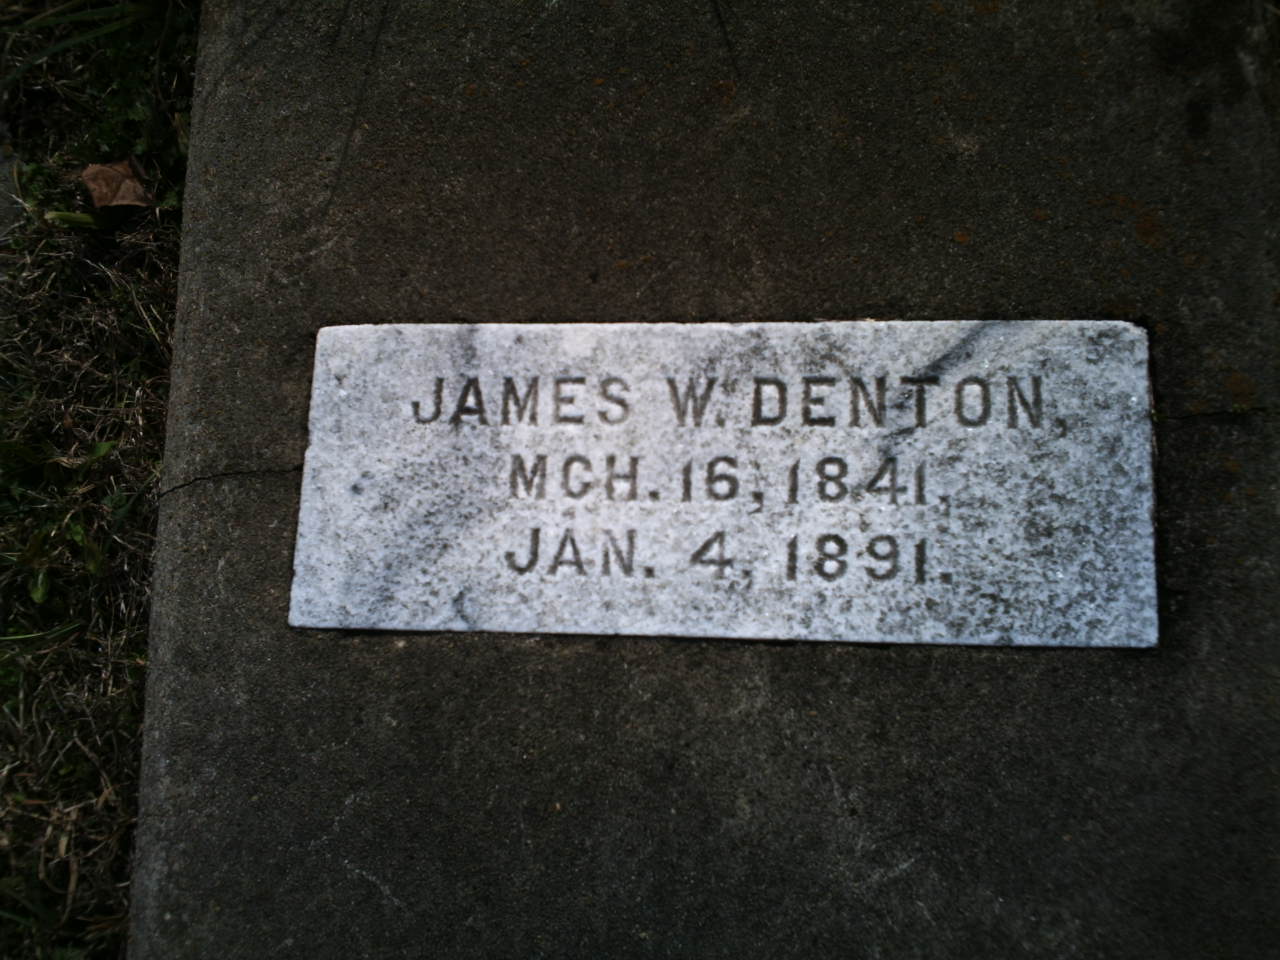 JAMES W. DENTON,
MCH. 16, 1841,
JAN. 4, 1891.